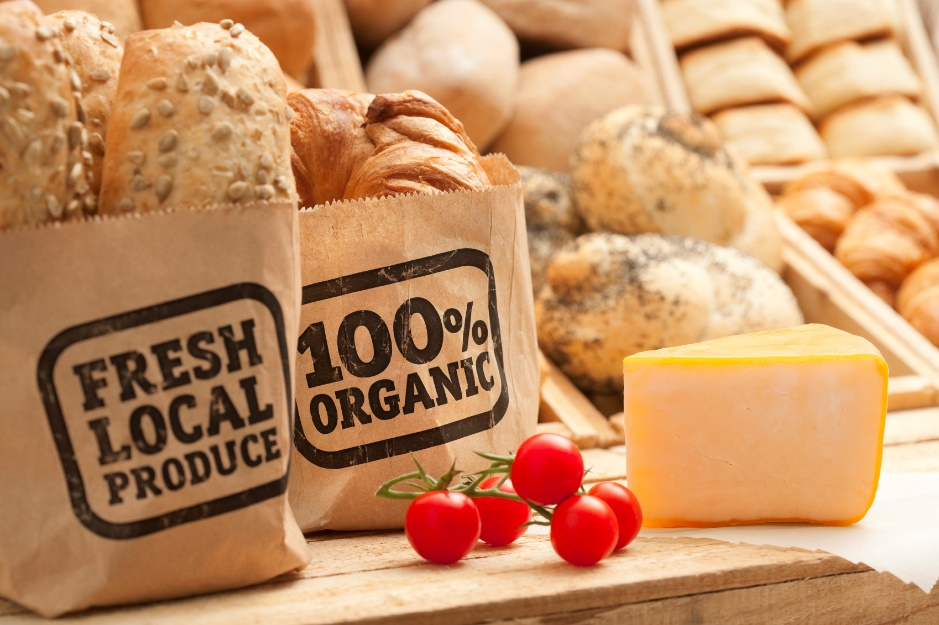 FRESH
LOCAL
PRODUCE
100%
ORGANIC